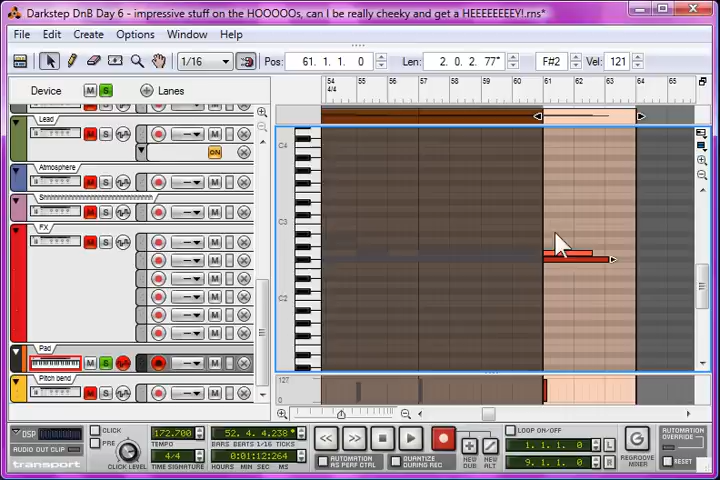 Darkstep DnB Day 6 - impressive stuff on the HOOOOOs, can I be really cheeky and get a HEEEEEEEY!.rns*
File Edit Create Options Window Help
1/16 Pos: 61. 1. 1. 0 Len: 2. 0. 2. 77* F#2 Vel: 121
Device M S Lanes
54 55 56 57 58 59 60 61 62 63 64
4/4
Lead
M S M
ON
Atmosphere
M S M
M S M
FX
M S M
M
M
M
M
M
Pad
M S M
Pitch bend
M S M
C4
C3
C2
127
0
DSP
AUDIO OUT CLIP
transport
CLICK
PRE
CLICK LEVEL
172.700
TEMPO
4/4
TIME SIGNATURE
52. 4. 4.238*
BARS BEATS 1/16 TICKS
0:01:12:264
HOUR MIN SEC MS
AUTOMATION AS PERF CTRL
QUANTIZE DURING REC
NEW DUB
NEW ALT
LOOP ON/OFF
1. 1. 1. 0 L
9. 1. 1. 0 R
REGROOVE MIXER
AUTOMATION OVERRIDE
RESET